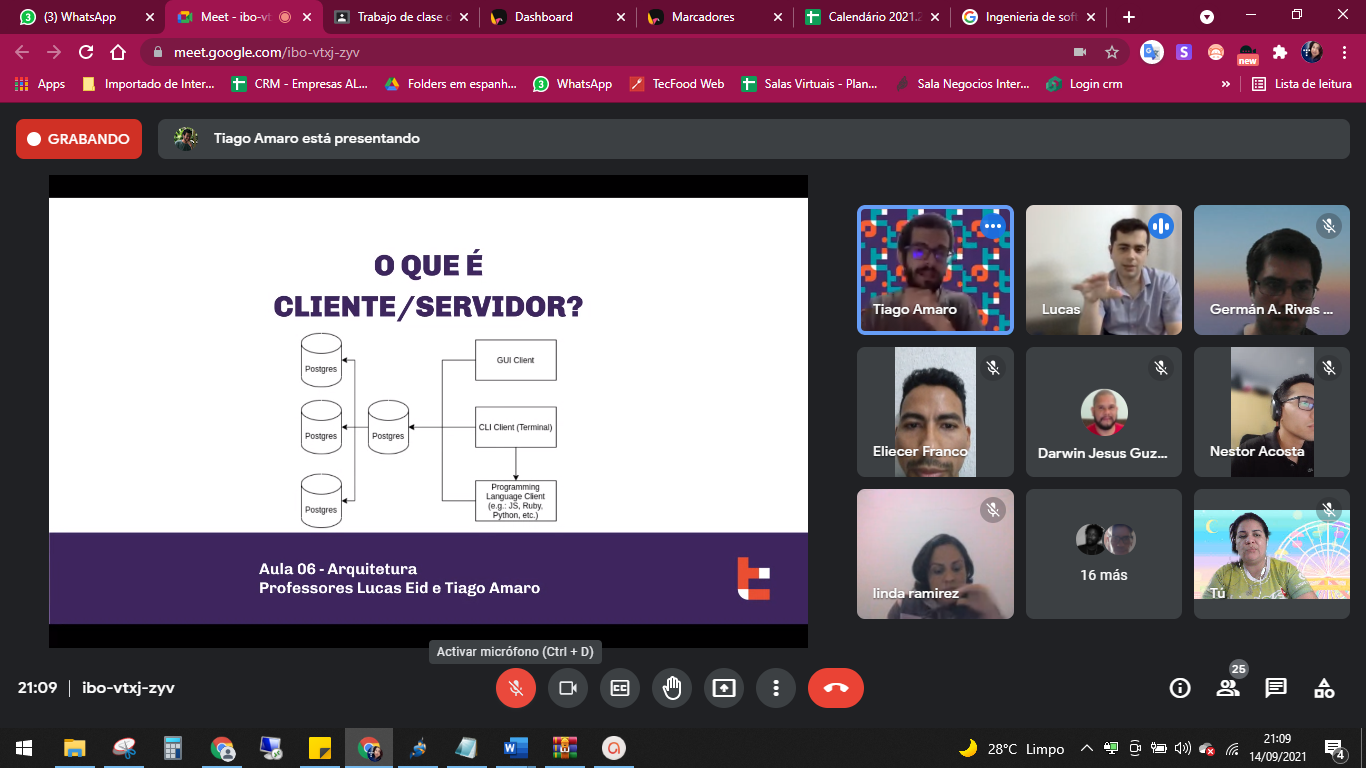 (3) WhatsApp
Meet - ibo-vt
Trabajo de clase
Dashboard
Marcadores
Calendário 2021.2
Ingenieria de soft
meet.google.com/ibo-vtxj-zyv
new
Apps
Importado de Inter...
CRM - Empresas AL...
Folders em espanh...
WhatsApp
TecFood Web
Salas Virtuais - Plan...
Sala Negocios Inter...
Login crm
»
Lista de leitura
GRABANDO
Tiago Amaro está presentando
O QUE É
CLIENTE/SERVIDOR?
Postgres
GUI Client
Postgres
Postgres
CLI Client (Terminal)
Postgres
Programming
Language Client
(e.g.: JS, Ruby,
Python, etc.)
Aula 06 - Arquitetura
Professores Lucas Eid e Tiago Amaro
Tiago Amaro
Lucas
Germán A. Rivas ...
Eliecer Franco
Darwin Jesus Guz...
Nestor Acosta
linda ramirez
16 más
Tú
Activar micrófono (Ctrl + D)
21:09
ibo-vtxj-zyv
25
28°C Limpo
21:09
14/09/2021
4